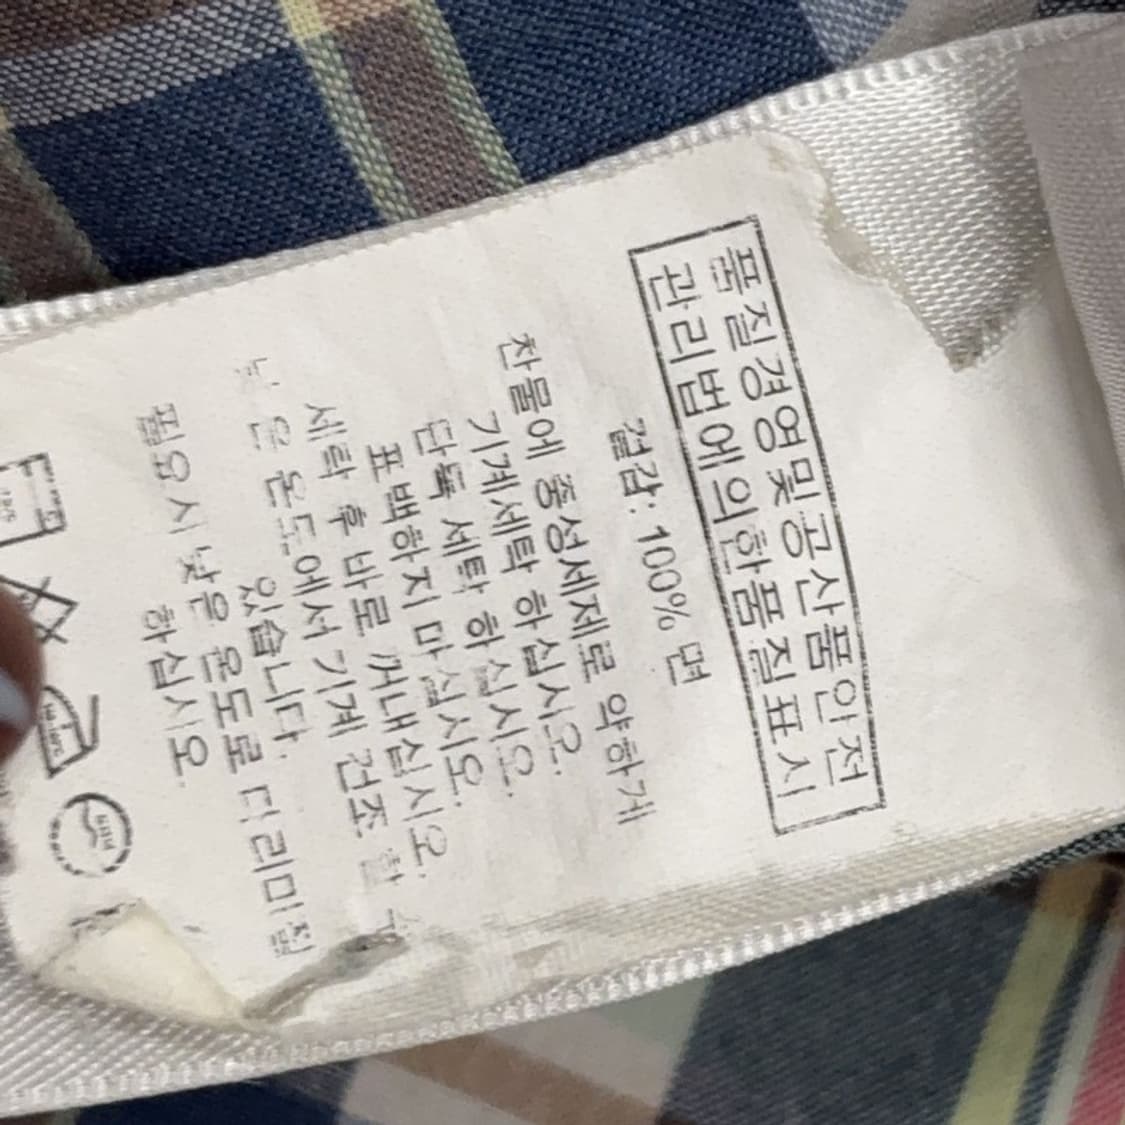 품질경영및공산품안전
관리법에의한품질표시
겉감: 100% 면
찬물에 중성세제로 약하게
기계세탁 하십시오.
단독 세탁 하십시오.
표백하지 마십시오.
세탁 후 바로 꺼내십시오.
낮은 온도에서 기계 건조 할 수
있습니다.
필요시 낮은 온도로 다리미질
하십시오.